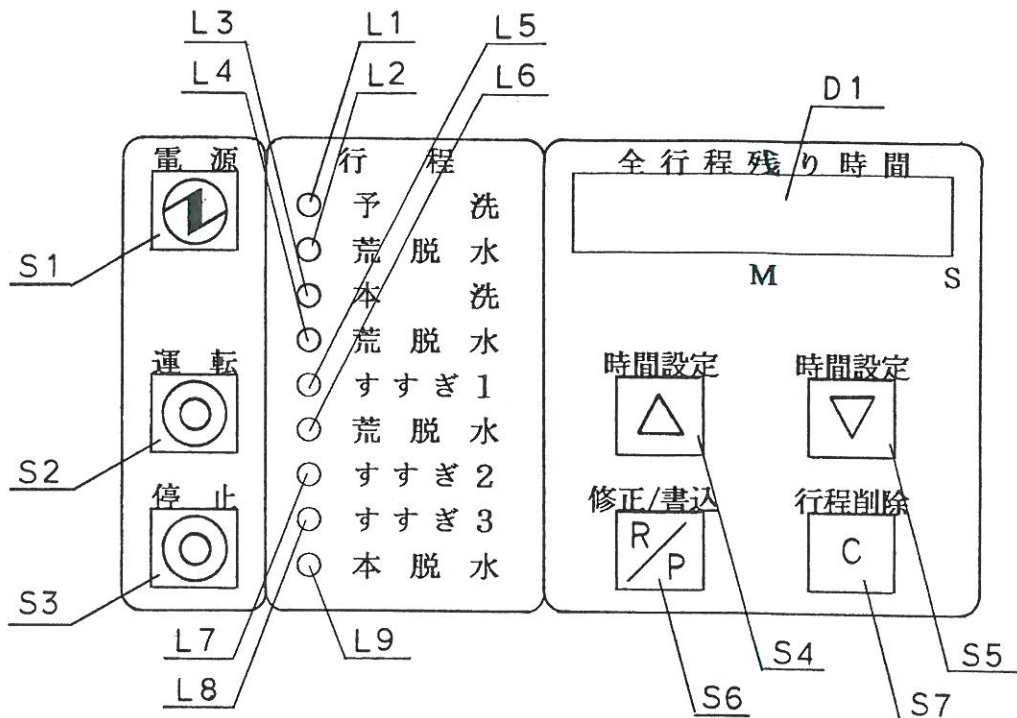 L3 L1 L5
L4 L2 L6
D1
電源
S1
運転
S2
停止
S3
行程
予洗
荒脱水
本洗
荒脱水
すすぎ1
荒脱水
すすぎ2
すすぎ3
本脱水
L7 L9
L8
全行程残り時間
M S
時間設定 時間設定
修正/書込 行程削除
R/P C
S4 S5
S6 S7